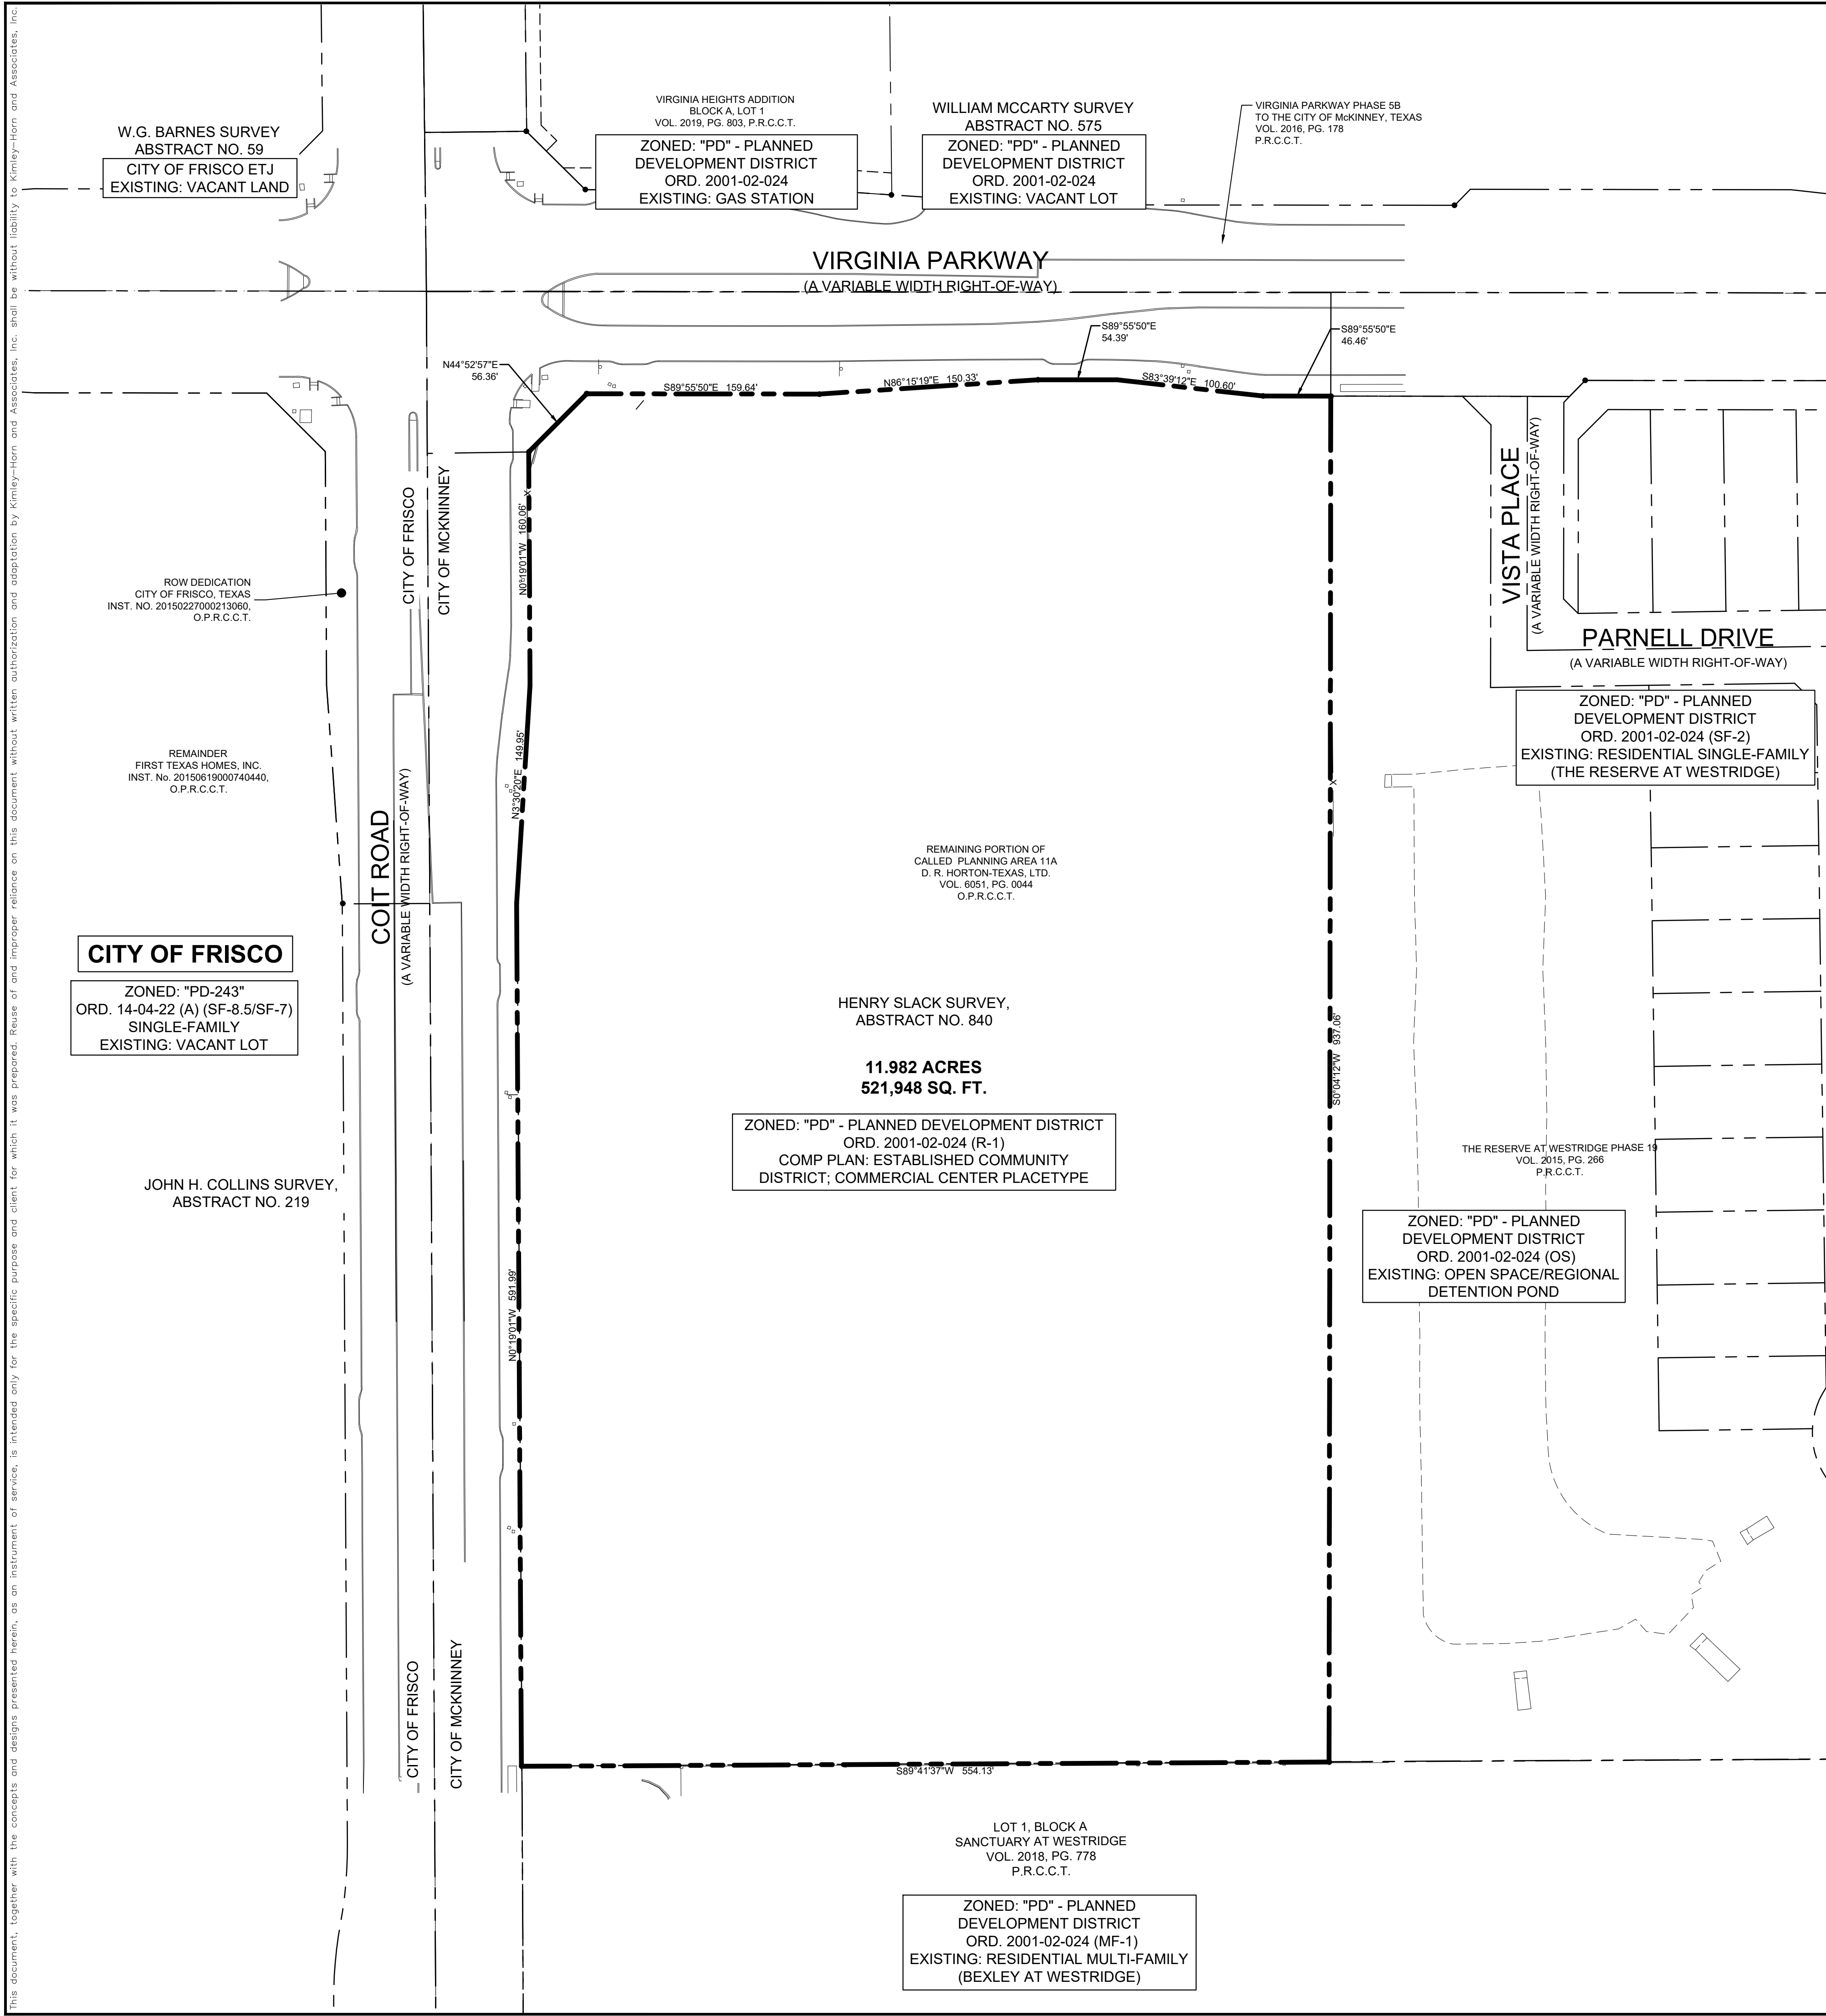 This document, together with the concepts and designs presented herein, as an instrument of service, is intended only for the specific purpose and client for which it was prepared. Reuse of and improper reliance on this document without written authorization and adaptation by Kimley-Horn and Associates, Inc. shall be without liability to Kimley-Horn and Associates, Inc.
W.G. BARNES SURVEY
ABSTRACT NO. 59
CITY OF FRISCO ETJ
EXISTING: VACANT LAND
VIRGINIA HEIGHTS ADDITION
BLOCK A, LOT 1
VOL. 2019, PG. 803, P.R.C.C.T.
ZONED: "PD" - PLANNED
DEVELOPMENT DISTRICT
ORD. 2001-02-024
EXISTING: GAS STATION
WILLIAM MCCARTY SURVEY
ABSTRACT NO. 575
ZONED: "PD" - PLANNED
DEVELOPMENT DISTRICT
ORD. 2001-02-024
EXISTING: VACANT LOT
VIRGINIA PARKWAY PHASE 5B
TO THE CITY OF McKINNEY, TEXAS
VOL. 2016, PG. 178
P.R.C.C.T.
VIRGINIA PARKWAY
(A VARIABLE WIDTH RIGHT-OF-WAY)
N44°52'57"E
56.36'
S89°55'50"E 159.64'
N86°15'19"E 150.33'
S89°55'50"E
54.39'
S83°39'12"E 100.60'
S89°55'50"E
46.46'
CITY OF FRISCO
CITY OF MCKNINNEY
N0°19'01"W 160.06'
X
VISTA PLACE
(A VARIABLE WIDTH RIGHT-OF-WAY)
PARNELL DRIVE
(A VARIABLE WIDTH RIGHT-OF-WAY)
ROW DEDICATION
CITY OF FRISCO, TEXAS
INST. NO. 20150227000213060,
O.P.R.C.C.T.
ZONED: "PD" - PLANNED
DEVELOPMENT DISTRICT
ORD. 2001-02-024 (SF-2)
EXISTING: RESIDENTIAL SINGLE-FAMILY
(THE RESERVE AT WESTRIDGE)
REMAINDER
FIRST TEXAS HOMES, INC.
INST. No. 20150619000740440,
O.P.R.C.C.T.
COIT ROAD
(A VARIABLE WIDTH RIGHT-OF-WAY)
N3°30'20"E 149.95'
X
REMAINING PORTION OF
CALLED PLANNING AREA 11A
D. R. HORTON-TEXAS, LTD.
VOL. 6051, PG. 0044
O.P.R.C.C.T.
CITY OF FRISCO
ZONED: "PD-243"
ORD. 14-04-22 (A) (SF-8.5/SF-7)
SINGLE-FAMILY
EXISTING: VACANT LOT
HENRY SLACK SURVEY,
ABSTRACT NO. 840
11.982 ACRES
521,948 SQ. FT.
ZONED: "PD" - PLANNED DEVELOPMENT DISTRICT
ORD. 2001-02-024 (R-1)
COMP PLAN: ESTABLISHED COMMUNITY
DISTRICT; COMMERCIAL CENTER PLACETYPE
S0°04'12"W 937.06'
JOHN H. COLLINS SURVEY,
ABSTRACT NO. 219
THE RESERVE AT WESTRIDGE PHASE 19
VOL. 2015, PG. 266
P.R.C.C.T.
ZONED: "PD" - PLANNED
DEVELOPMENT DISTRICT
ORD. 2001-02-024 (OS)
EXISTING: OPEN SPACE/REGIONAL
DETENTION POND
N0°19'01"W 591.99'
CITY OF FRISCO
CITY OF MCKNINNEY
S89°41'37"W 554.13'
LOT 1, BLOCK A
SANCTUARY AT WESTRIDGE
VOL. 2018, PG. 778
P.R.C.C.T.
ZONED: "PD" - PLANNED
DEVELOPMENT DISTRICT
ORD. 2001-02-024 (MF-1)
EXISTING: RESIDENTIAL MULTI-FAMILY
(BEXLEY AT WESTRIDGE)